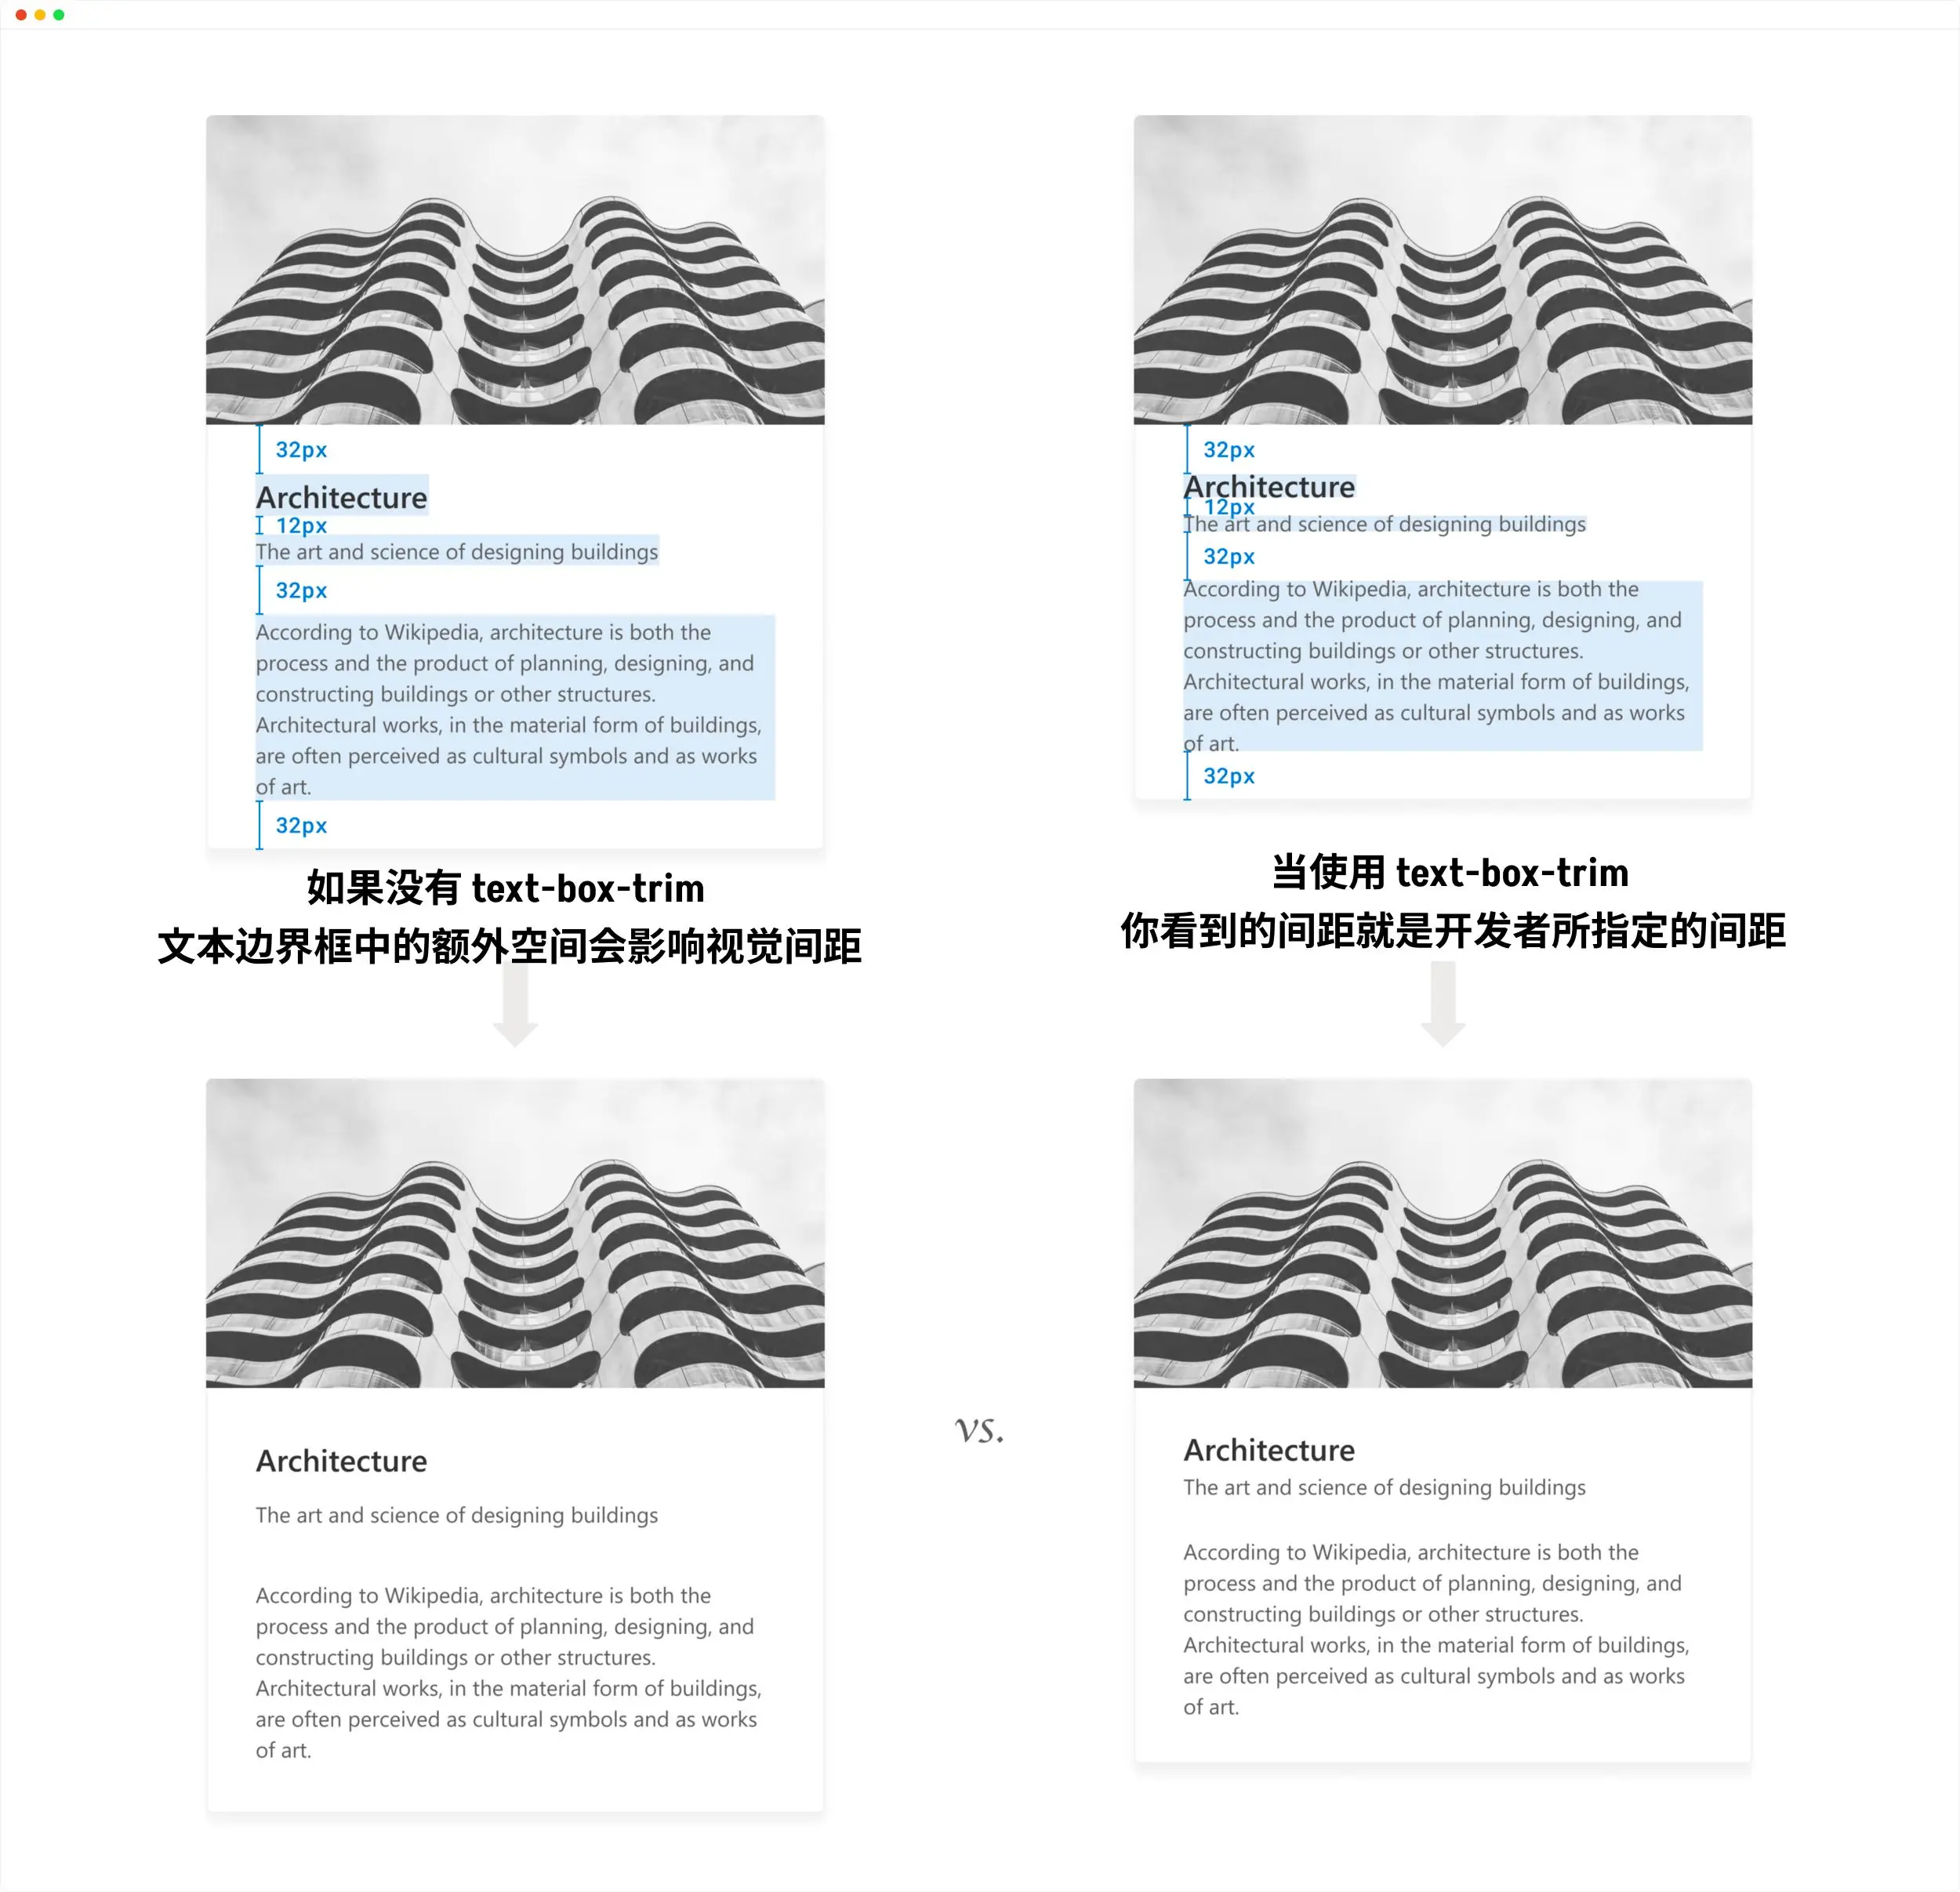 32px
Architecture
12px
The art and science of designing buildings
32px
According to Wikipedia, architecture is both the
process and the product of planning, designing, and
constructing buildings or other structures.
Architectural works, in the material form of buildings,
are often perceived as cultural symbols and as works
of art.
32px
如果没有 text-box-trim
文本边界框中的额外空间会影响视觉间距
32px
Architecture
12px
The art and science of designing buildings
32px
According to Wikipedia, architecture is both the
process and the product of planning, designing, and
constructing buildings or other structures.
Architectural works, in the material form of buildings,
are often perceived as cultural symbols and as works
of art.
32px
当使用 text-box-trim
你看到的间距就是开发者所指定的间距
Architecture
The art and science of designing buildings
According to Wikipedia, architecture is both the
process and the product of planning, designing, and
constructing buildings or other structures.
Architectural works, in the material form of buildings,
are often perceived as cultural symbols and as works
of art.
vs.
Architecture
The art and science of designing buildings
According to Wikipedia, architecture is both the
process and the product of planning, designing, and
constructing buildings or other structures.
Architectural works, in the material form of buildings,
are often perceived as cultural symbols and as works
of art.